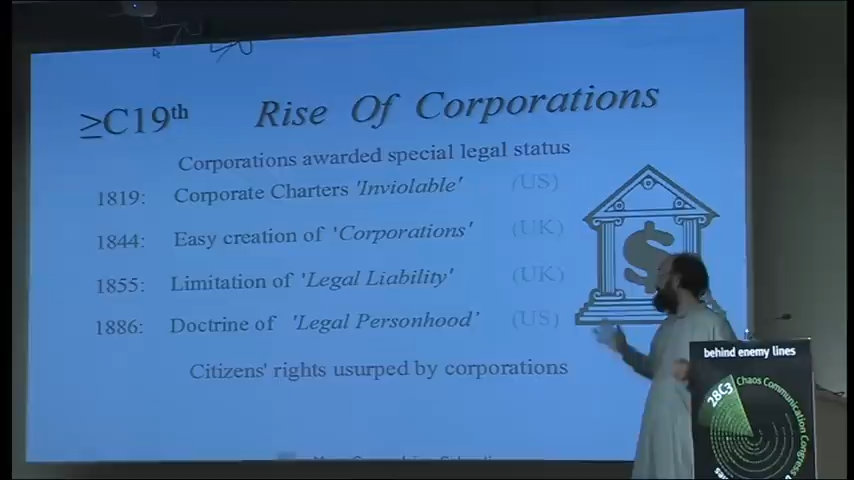 ≥C19th Rise Of Corporations
Corporations awarded special legal status
1819: Corporate Charters 'Inviolable' (US)
1844: Easy creation of 'Corporations' (UK)
1855: Limitation of 'Legal Liability' (UK)
1886: Doctrine of 'Legal Personhood' (US)
Citizens' rights usurped by corporations
$
behind enemy lines
28C3
Chaos Communication Congress